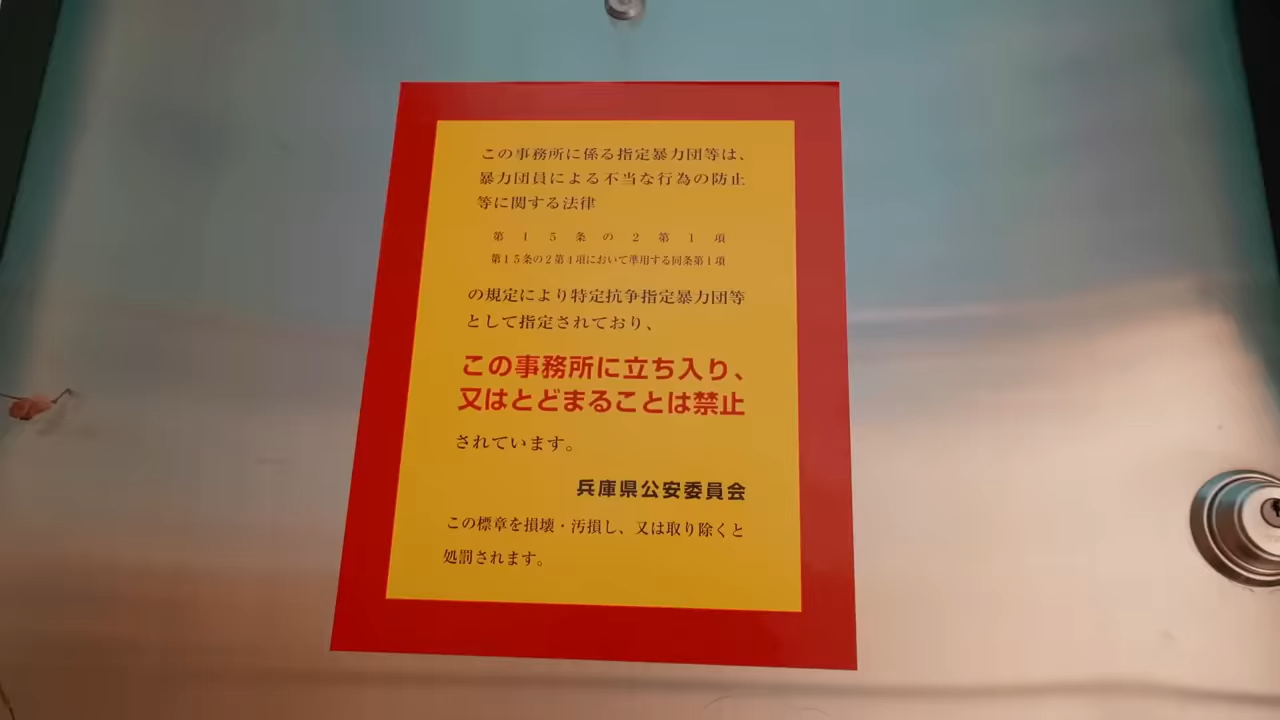 この事務所に係る指定暴力団等は、
暴力団員による不当な行為の防止
等に関する法律
第15条の2第1項
第15条の2第4項において準用する同条第1項
の規定により特定抗争指定暴力団等
として指定されており、
この事務所に立ち入り、
又はとどまることは禁止
されています。
兵庫県公安委員会
この標章を損壊・汚損し、又は取り除くと
処罰されます。